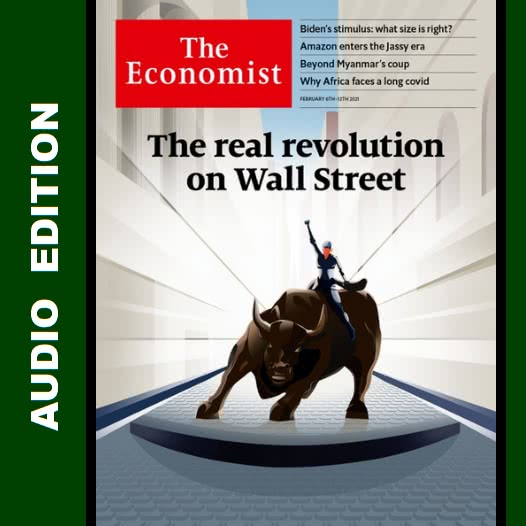 AUDIO EDITION
The
Economist
Biden's stimulus: what size is right?
Amazon enters the Jassy era
Beyond Myanmar's coup
Why Africa faces a long covid
FEBRUARY 6TH–12TH 2021
The real revolution
on Wall Street